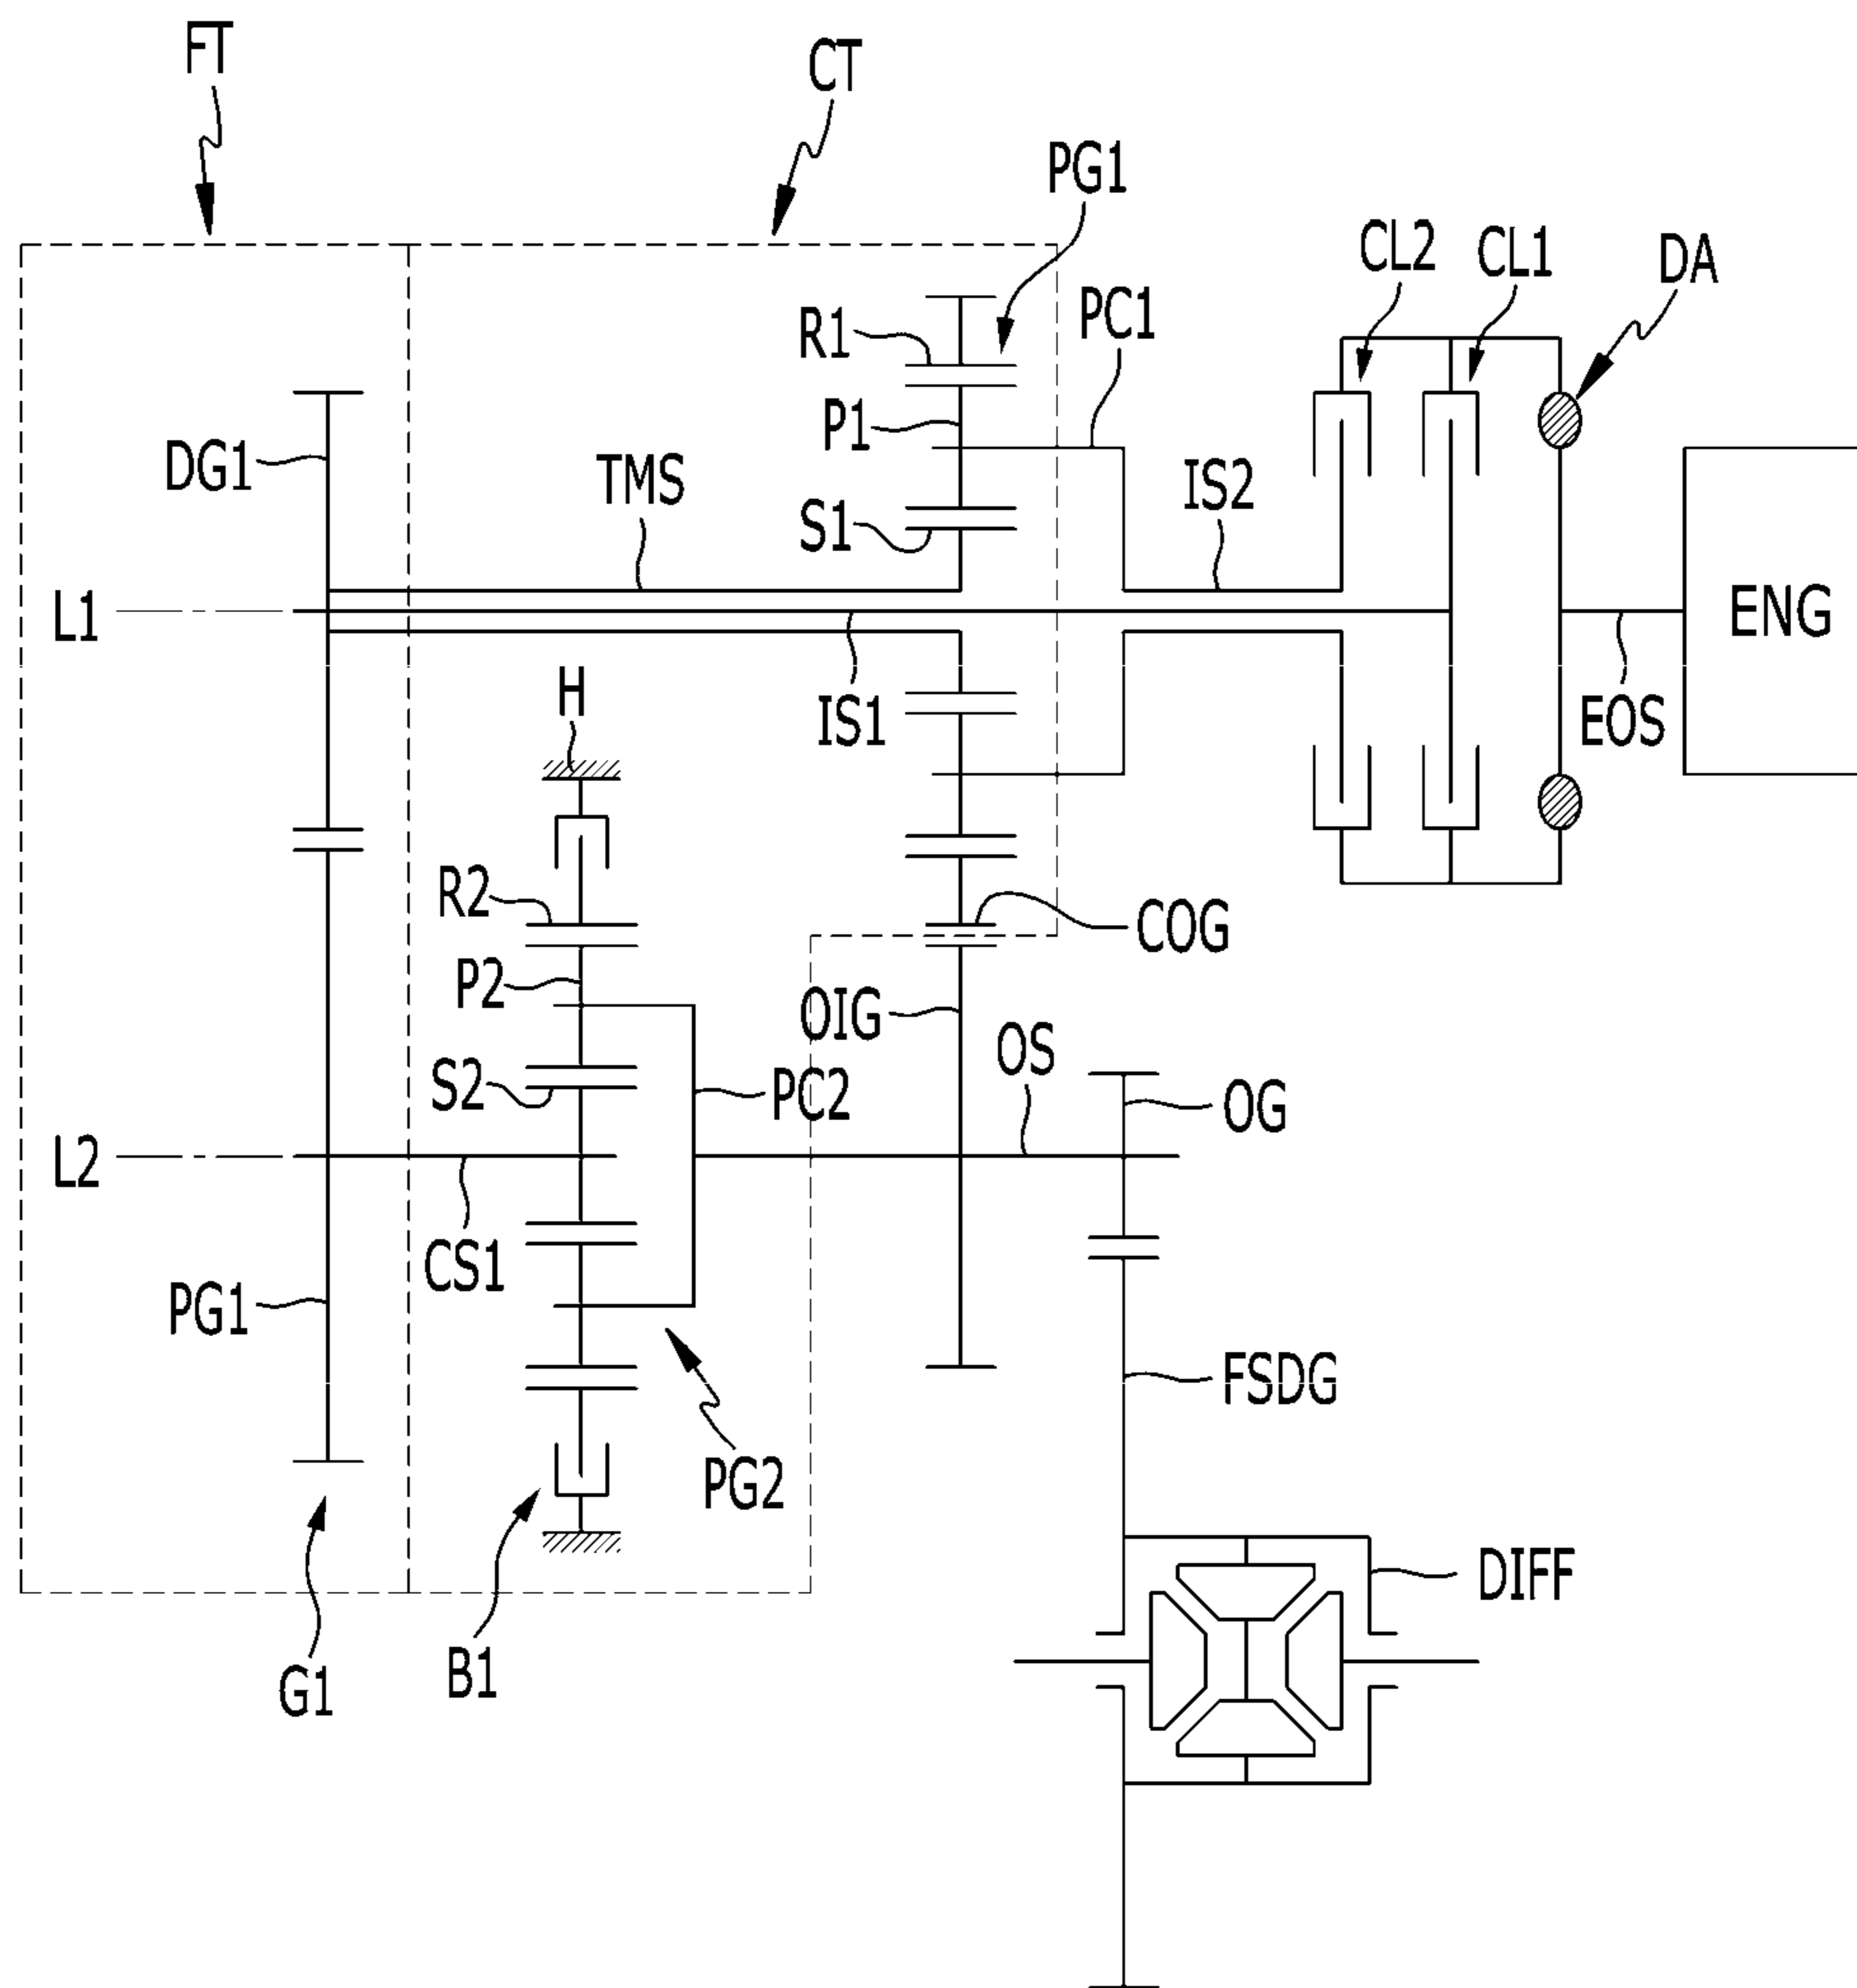 FT
CT
PG1
CL2
CL1
DA
R1
PC1
P1
DG1
TMS
S1
IS2
L1
ENG
H
IS1
EOS
R2
COG
P2
OIG
OS
S2
PC2
OG
L2
CS1
PG1
FSDG
PG2
DIFF
B1
G1